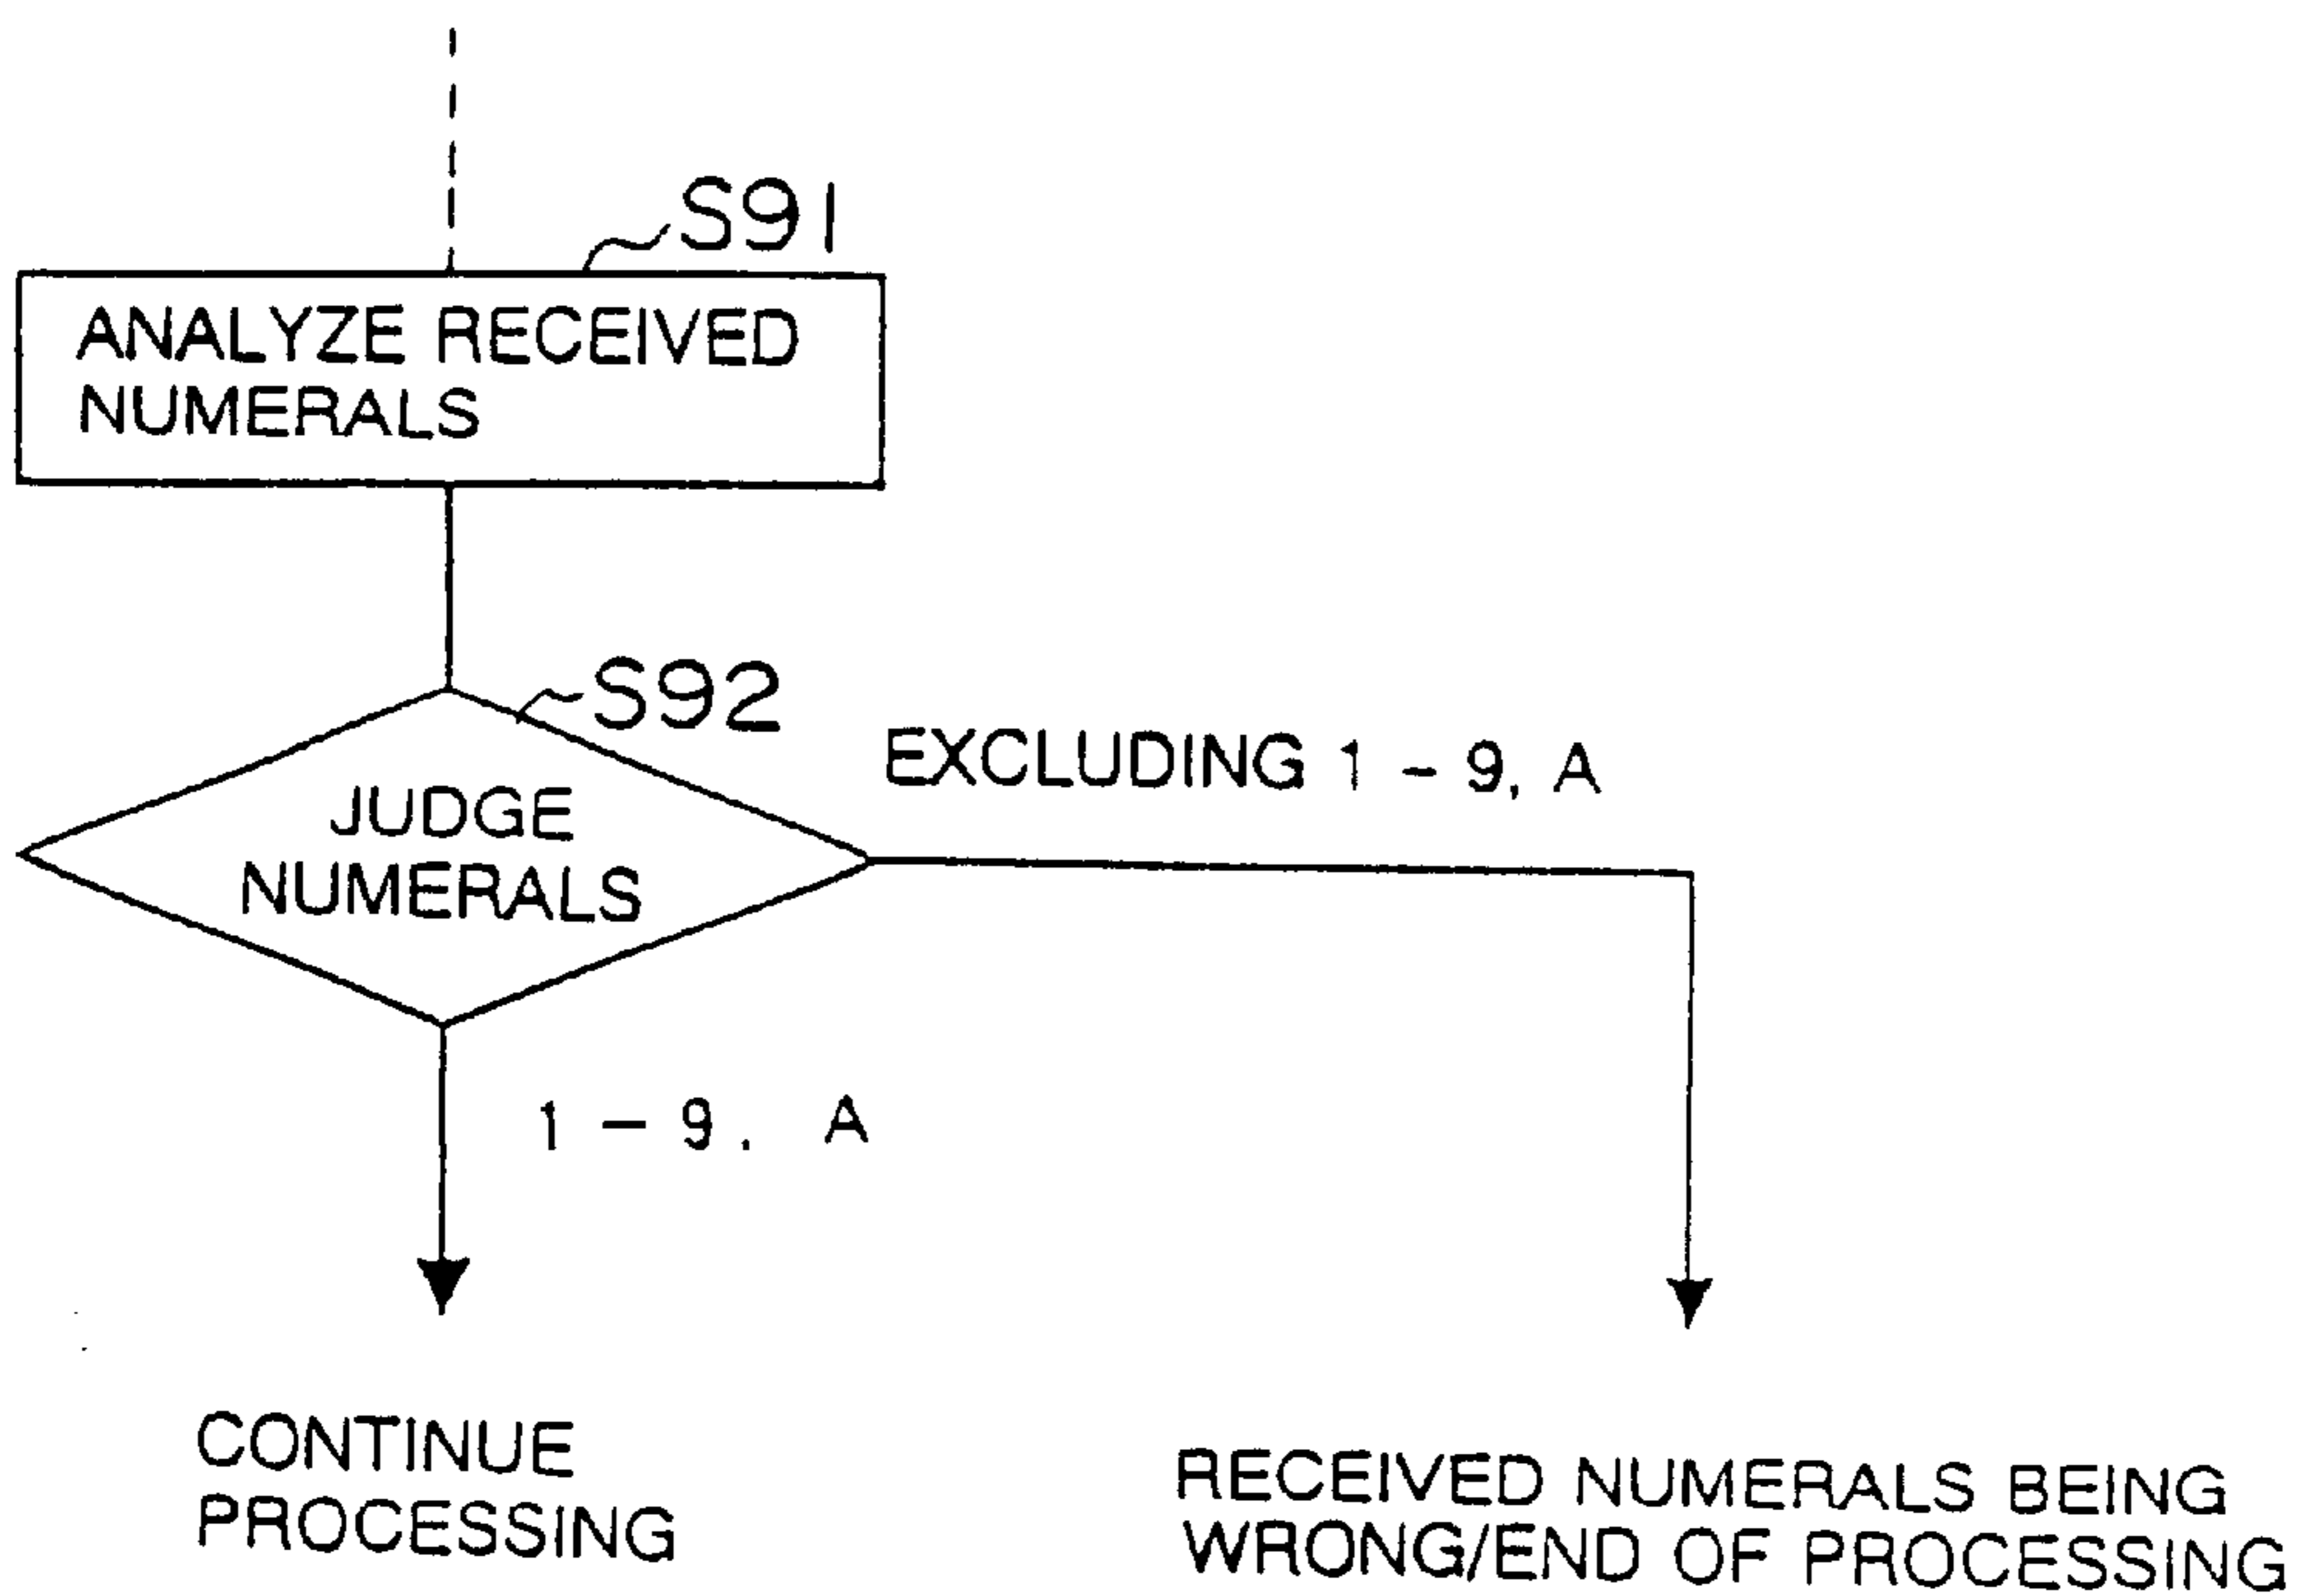 S91
ANALYZE RECEIVED
NUMERALS
S92
JUDGE
NUMERALS
EXCLUDING 1 - 9, A
1 - 9, A
CONTINUE
PROCESSING
RECEIVED NUMERALS BEING
WRONG/END OF PROCESSING